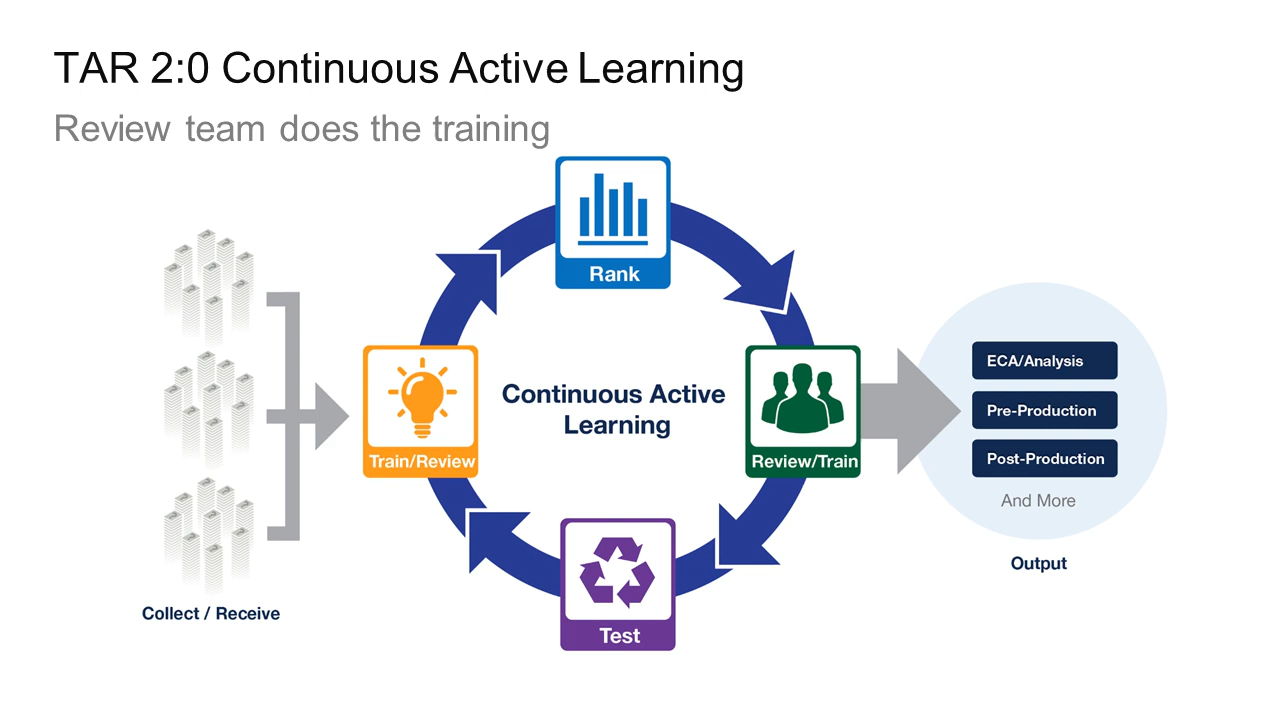 TAR 2:0 Continuous Active Learning
Review team does the training
Rank
Continuous Active
Learning
Train/Review
Review/Train
Test
Collect / Receive
ECA/Analysis
Pre-Production
Post-Production
And More
Output